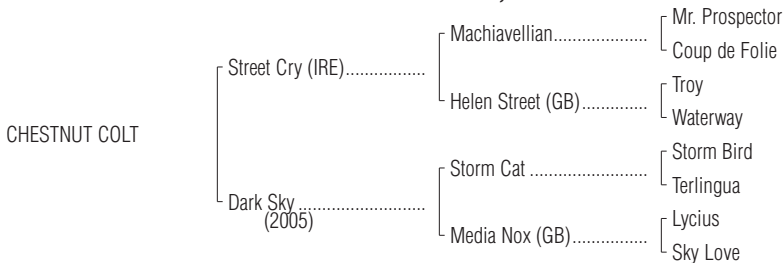 Mr. Prospector
Machiavellian....................
Coup de Folie
Street Cry (IRE).................
Troy
Helen Street (GB)..............
Waterway
CHESTNUT COLT
Storm Bird
Storm Cat .........................
Terlingua
Dark Sky ...........................
(2005)
Lycius
Media Nox (GB)................
Sky Love